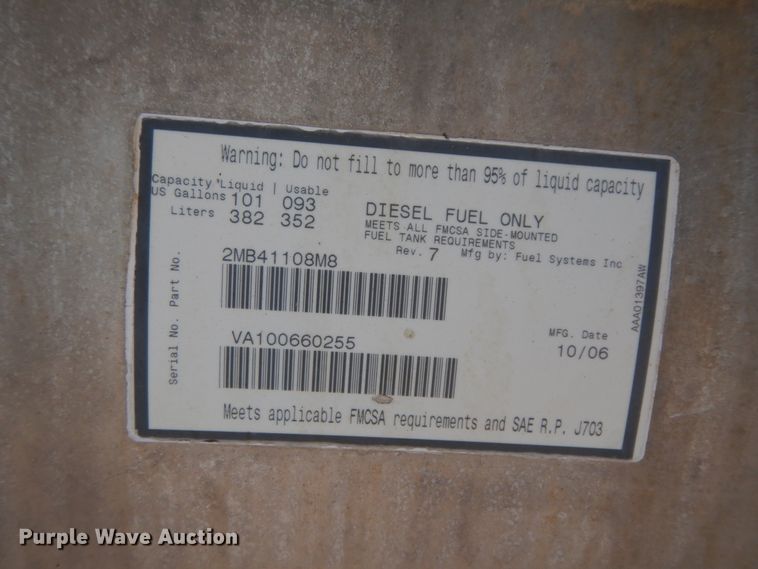 Warning: Do not fill to more than 95% of liquid capacity
Capacity Liquid | Usable
US Gallons 101 093
Liters 382 352
DIESEL FUEL ONLY
MEETS ALL FMCSA SIDE-MOUNTED
FUEL TANK REQUIREMENTS
Rev. 7 Mfg by: Fuel Systems Inc
Part No.
2MB41108M8
Serial No.
VA100660255
MFG. Date
10/06
AAA01397AW
Meets applicable FMCSA requirements and SAE R.P. J703
Purple Wave Auction